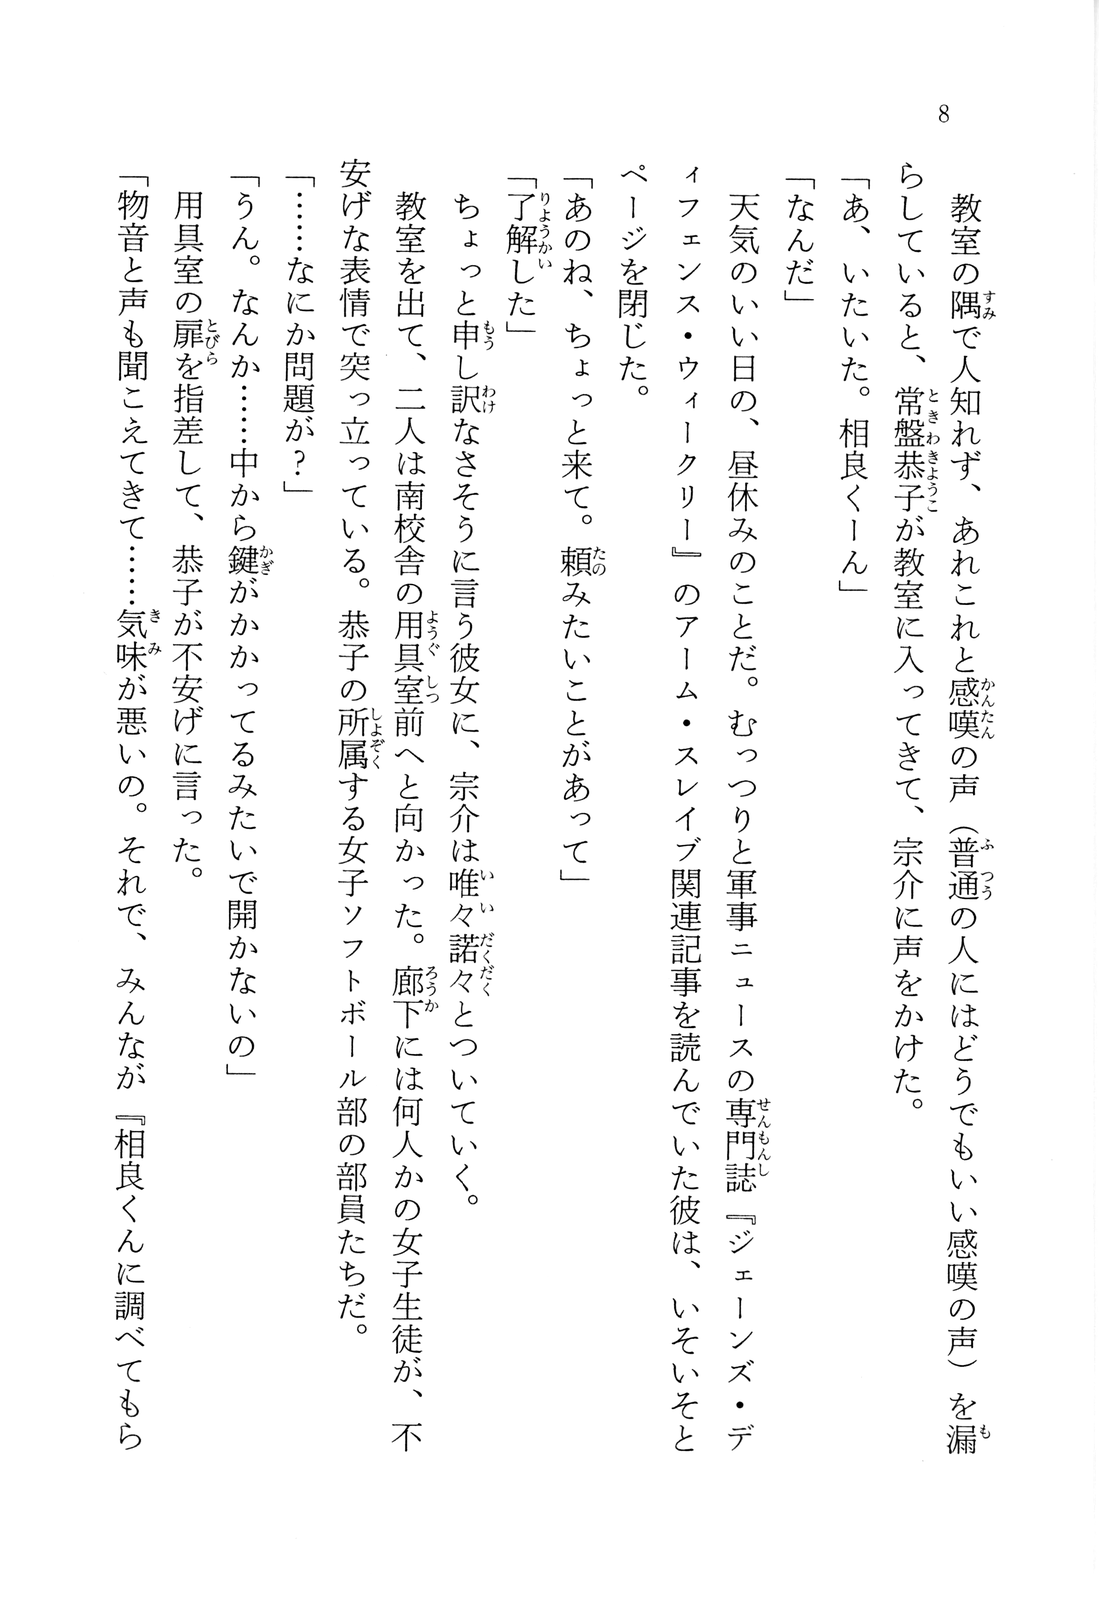 8
教室の隅で人知れず、あれこれと感嘆の声（普通の人にはどうでもいい感嘆の声）を漏
らしていると、常盤恭子が教室に入ってきて、宗介に声をかけた。
「あ、いたいた。相良くーん」
「なんだ」
天気のいい日の、昼休みのことだ。むっつりと軍事ニュースの専門誌『ジェーンズ・デ
ィフェンス・ウィークリー』のアーム・スレイブ関連記事を読んでいた彼は、いそいそと
ページを閉じた。
「あのね、ちょっと来て。頼みたいことがあって」
「了解した」
ちょっと申し訳なさそうに言う彼女に、宗介は唯々諾々とついていく。
教室を出て、二人は南校舎の用具室前へと向かった。廊下には何人かの女子生徒が、不
安げな表情で突っ立っている。恭子の所属する女子ソフトボール部の部員たちだ。
「……なにか問題が？」
「うん。なんか……中から鍵がかかってるみたいで開かないの」
用具室の扉を指差して、恭子が不安げに言った。
「物音と声も聞こえてきて……気味が悪いの。それで、みんなが『相良くんに調べてもら